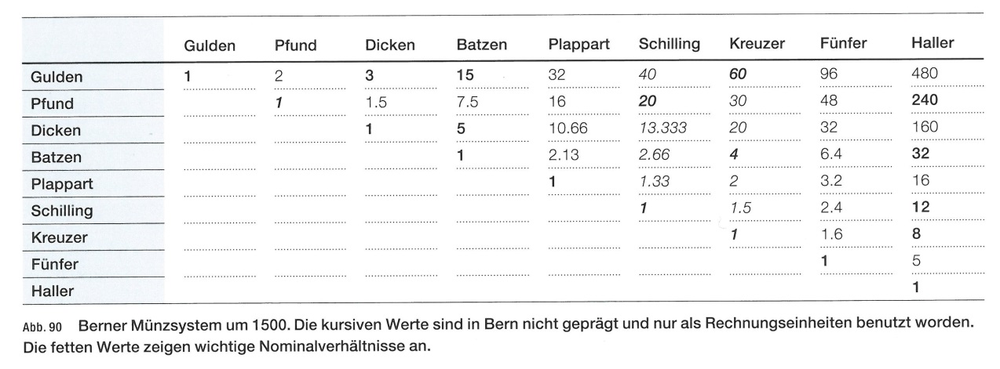 Gulden Pfund Dicken Batzen Plappart Schilling Kreuzer Fünfer Haller
Gulden 1 2 3 15 32 40 60 96 480
Pfund 1 1.5 7.5 16 20 30 48 240
Dicken 1 5 10.66 13.333 20 32 160
Batzen 1 2.13 2.66 4 6.4 32
Plappart 1 1.33 2 3.2 16
Schilling 1 1.5 2.4 12
Kreuzer 1 1.6 8
Fünfer 1 5
Haller 1
Abb. 90 Berner Münzsystem um 1500. Die kursiven Werte sind in Bern nicht geprägt und nur als Rechnungseinheiten benutzt worden.
Die fetten Werte zeigen wichtige Nominalverhältnisse an.